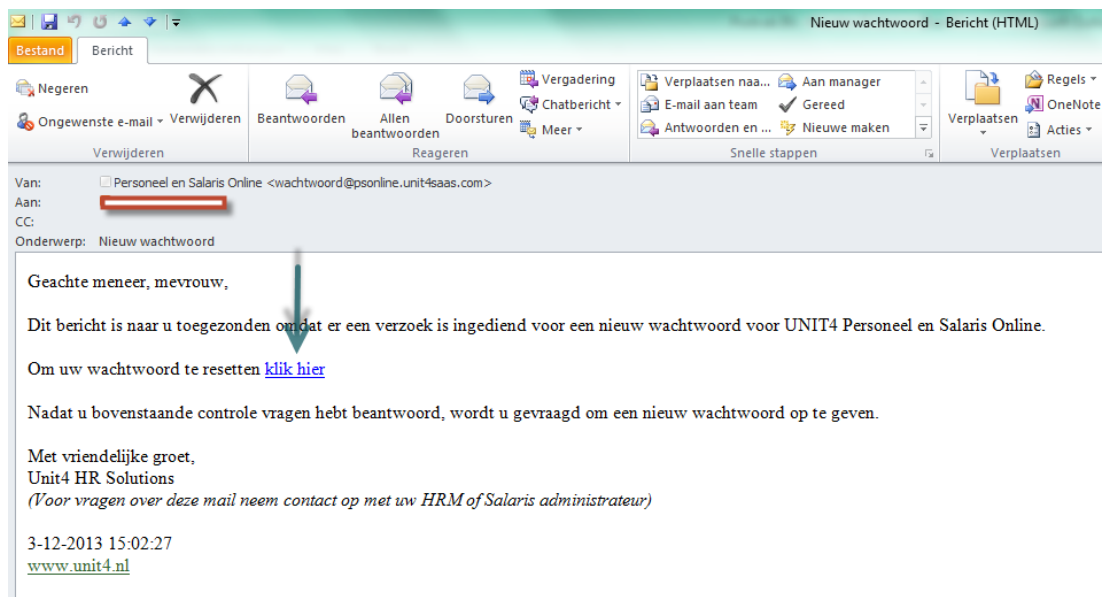 Nieuw wachtwoord - Bericht (HTML)
Bestand Bericht
Negeren
Ongewenste e-mail
Verwijderen
Beantwoorden
Allen beantwoorden
Doorsturen
Vergadering
Chatbericht
Meer
Verplaatsen naa...
Aan manager
E-mail aan team
Gereed
Antwoorden en ...
Nieuwe maken
Verplaatsen
Regels
OneNote
Acties
Verwijderen
Reageren
Snelle stappen
Verplaatsen
Van: Personeel en Salaris Online <wachtwoord@psonline.unit4saas.com>
Aan:
CC:
Onderwerp: Nieuw wachtwoord
Geachte meneer, mevrouw,
Dit bericht is naar u toegezonden omdat er een verzoek is ingediend voor een nieuw wachtwoord voor UNIT4 Personeel en Salaris Online.
Om uw wachtwoord te resetten klik hier
Nadat u bovenstaande controle vragen hebt beantwoord, wordt u gevraagd om een nieuw wachtwoord op te geven.
Met vriendelijke groet,
Unit4 HR Solutions
(Voor vragen over deze mail neem contact op met uw HRM of Salaris administrateur)
3-12-2013 15:02:27
www.unit4.nl